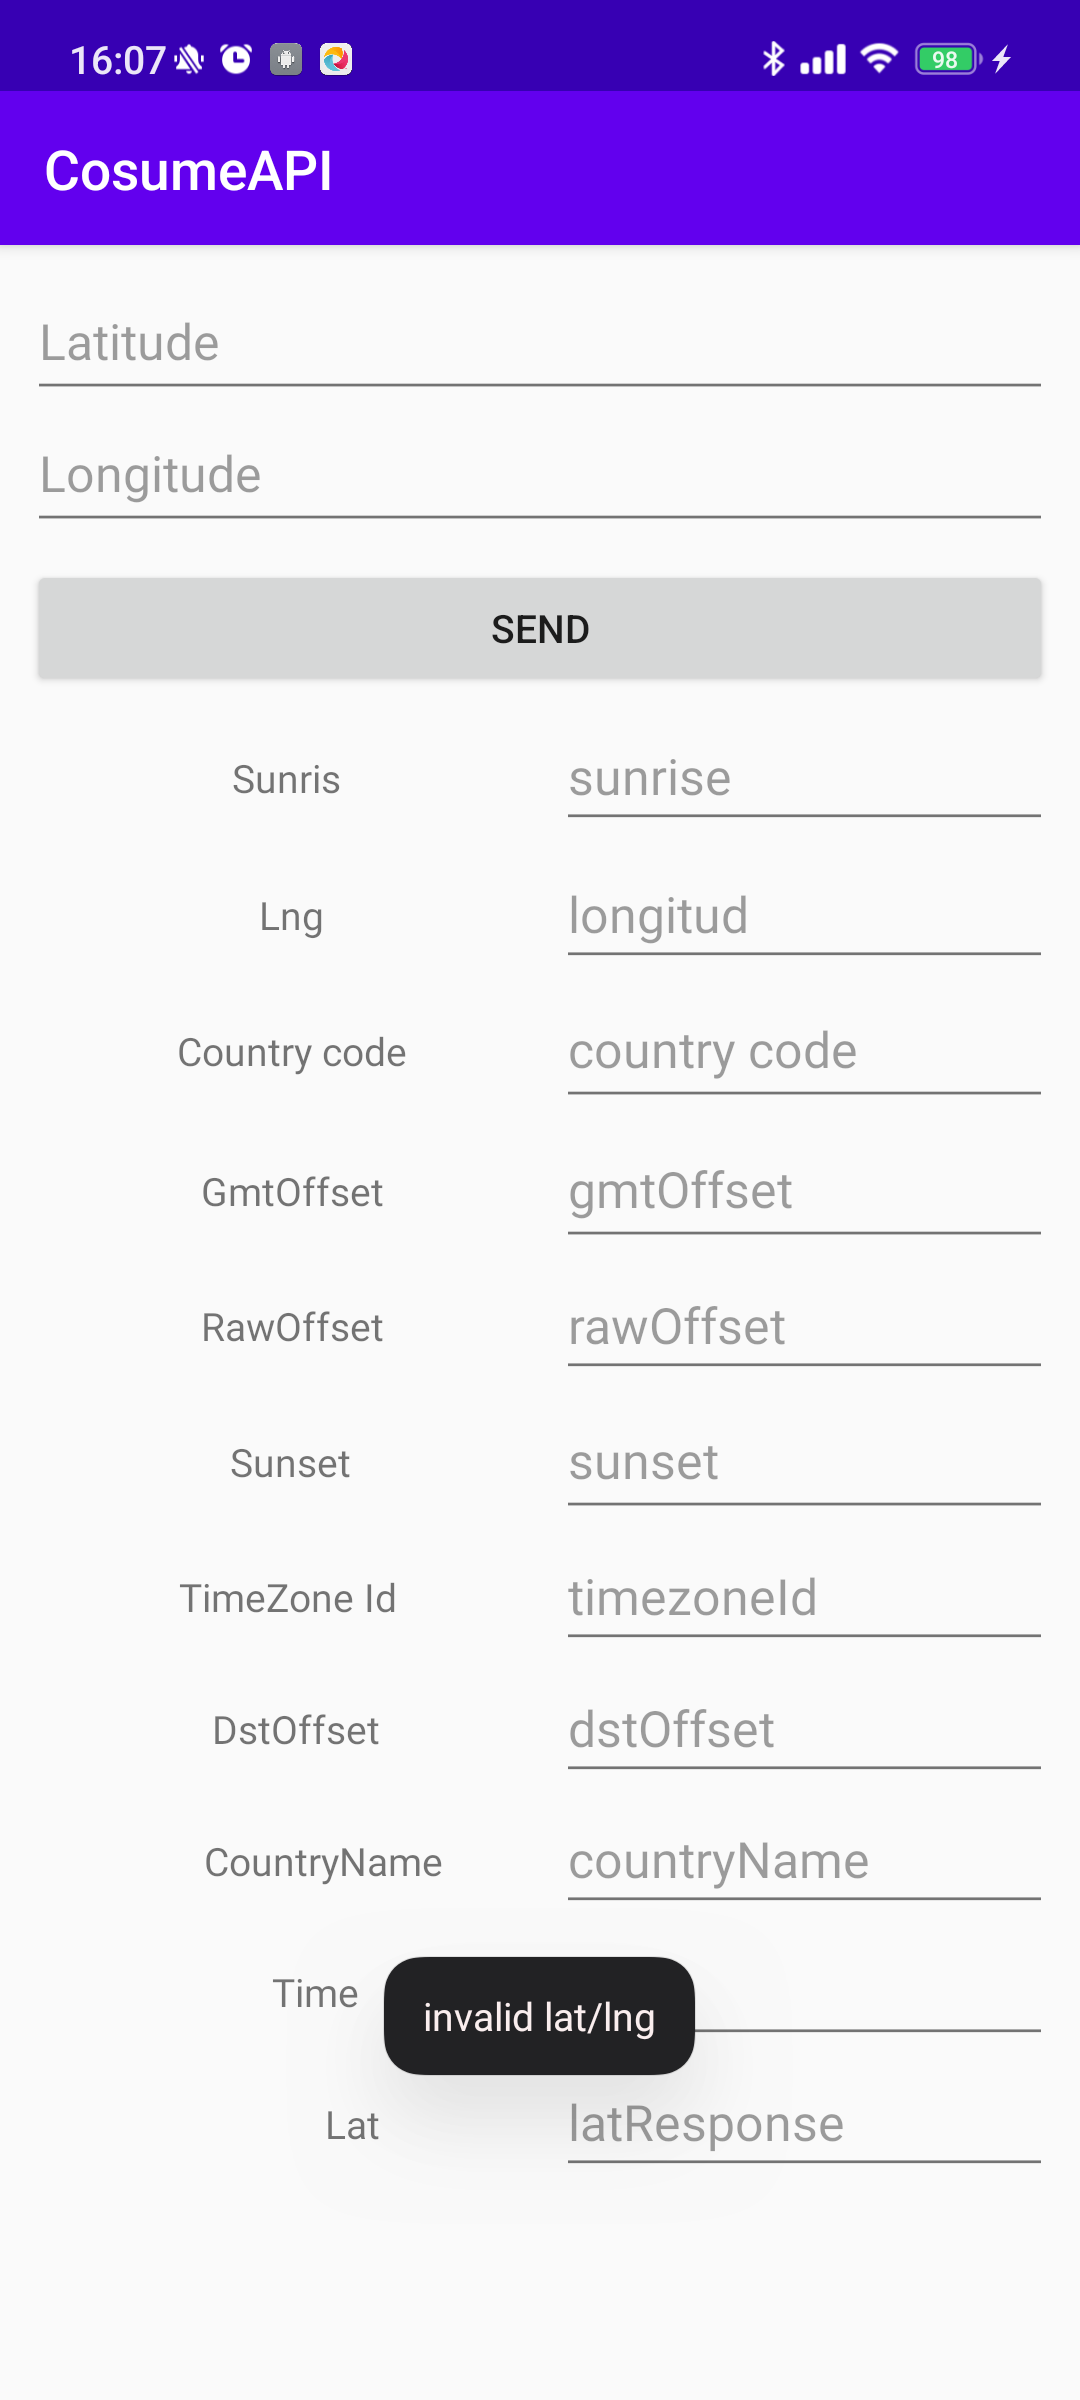 16:07 98
CosumeAPI
Latitude
Longitude
SEND
Sunris sunrise
Lng longitud
Country code country code
GmtOffset gmtOffset
RawOffset rawOffset
Sunset sunset
TimeZone Id timezoneId
DstOffset dstOffset
CountryName countryName
Time
invalid lat/lng
Lat latResponse